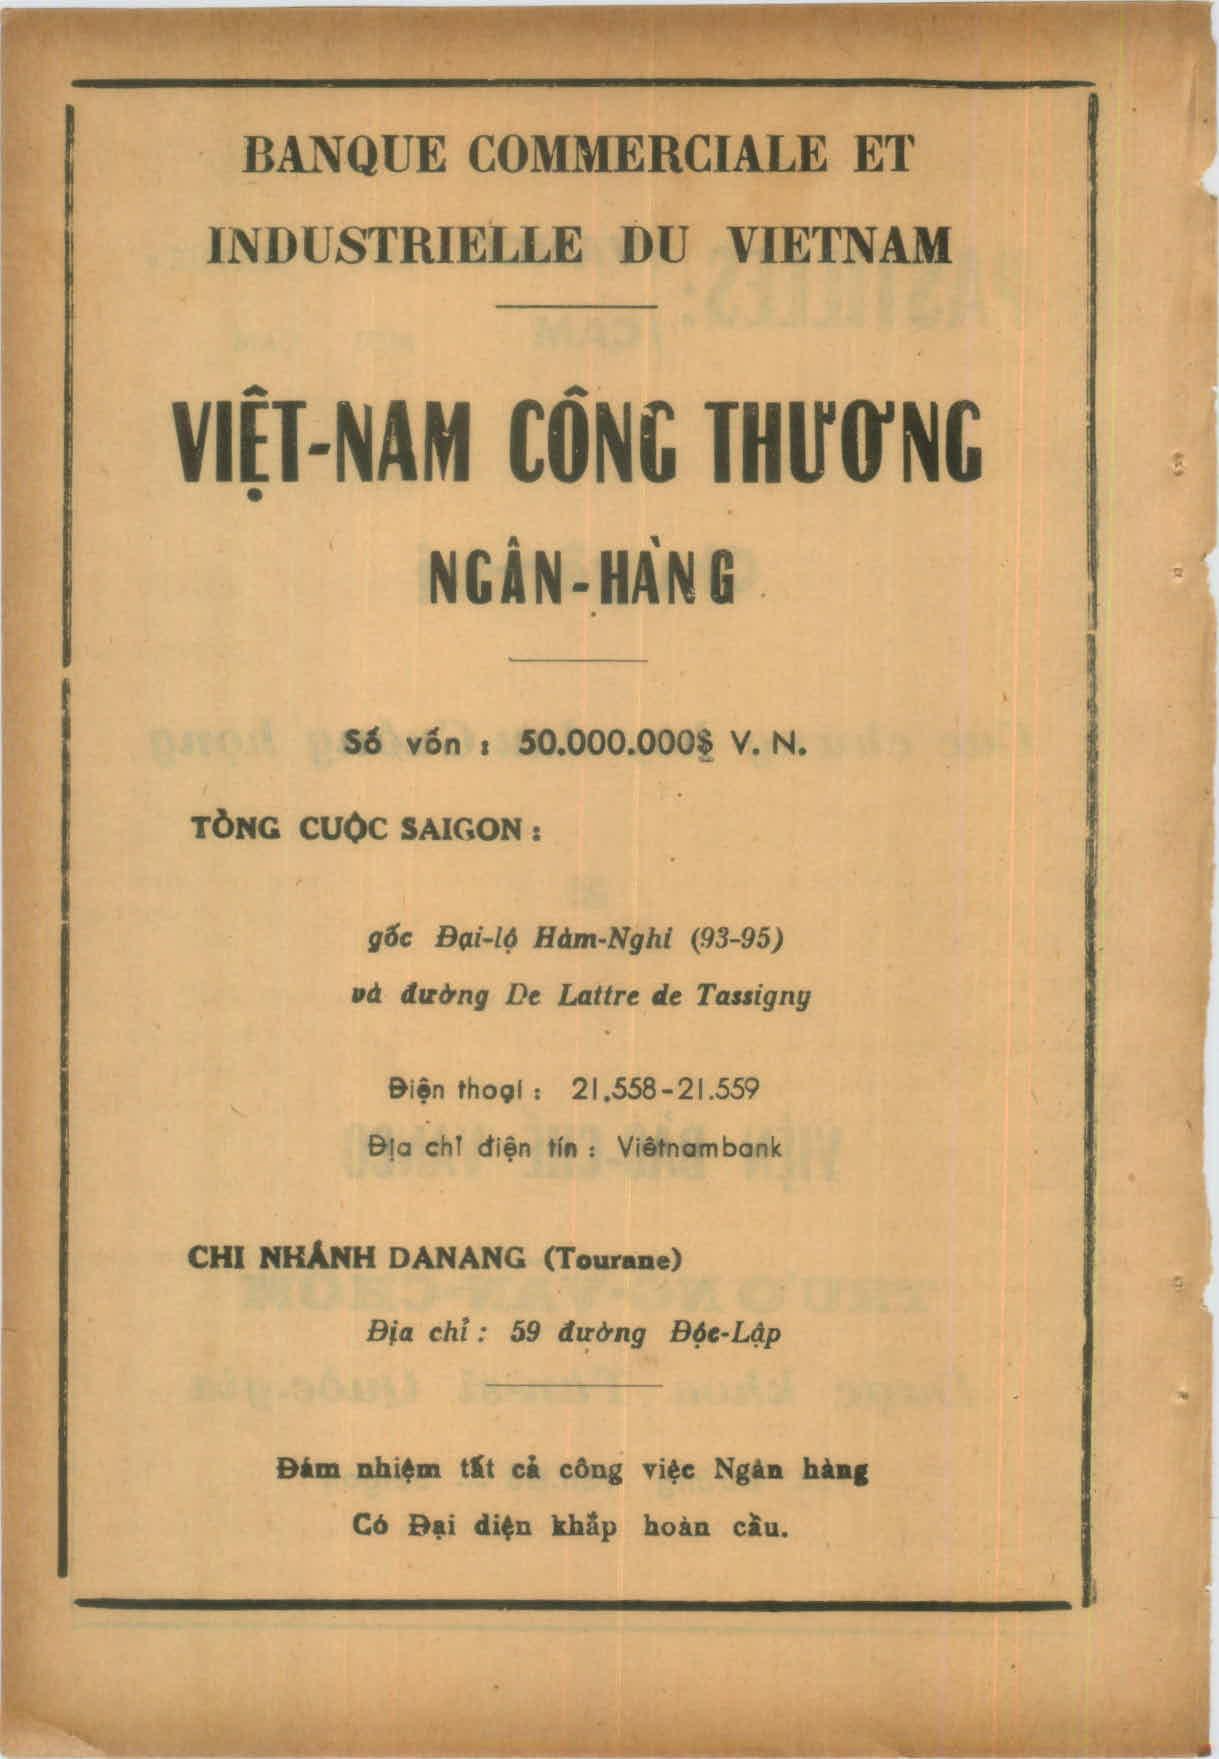 BANQUE COMMERCIALE ET
INDUSTRIELLE DU VIETNAM
VIỆT-NAM CÔNG THƯƠNG
NGÂN-HÀNG
Số vốn : 50.000.000$ V. N.
TỔNG CUỘC SAIGON :
gốc Đại-lộ Hàm-Nghi (93-95)
và đường De Lattre de Tassigny
Điện thoại : 21.558-21.559
Địa chỉ điện tín : Viêtnambank
CHI NHÁNH DANANG (Tourane)
Địa chỉ : 59 đường Độc-Lập
Đảm nhiệm tất cả công việc Ngân hàng
Có Đại diện khắp hoàn cầu.